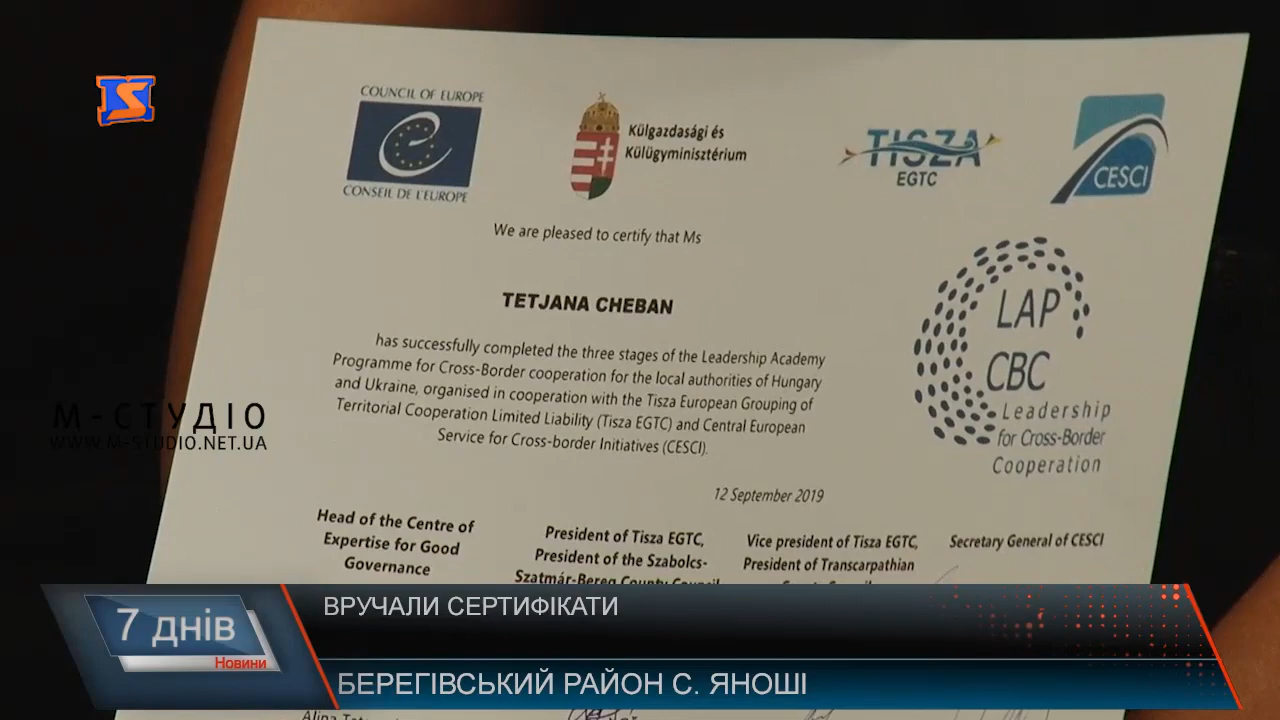 COUNCIL OF EUROPE
CONSEIL DE L'EUROPE
Külgazdasági és
Külügyminisztérium
TISZA
EGTC
CESCI
We are pleased to certify that Ms
TETJANA CHEBAN
has successfully completed the three stages of the Leadership Academy
Programme for Cross-Border cooperation for the local authorities of Hungary
and Ukraine, organised in cooperation with the Tisza European Grouping of
Territorial Cooperation Limited Liability (Tisza EGTC) and Central European
Service for Cross-border Initiatives (CESCI).
LAP
CBC
Leadership
for Cross-Border
Cooperation
12 September 2019
Head of the Centre of
Expertise for Good
Governance
President of Tisza EGTC,
President of the Szabolcs-
Szatmár-Bereg County Council
Vice president of Tisza EGTC,
President of Transcarpathian
Secretary General of CESCI
М-СТУДІО
WWW.M-STUDIO.NET.UA
7 днів
Новини
ВРУЧАЛИ СЕРТИФІКАТИ
БЕРЕГІВСЬКИЙ РАЙОН С. ЯНОШІ
Alina